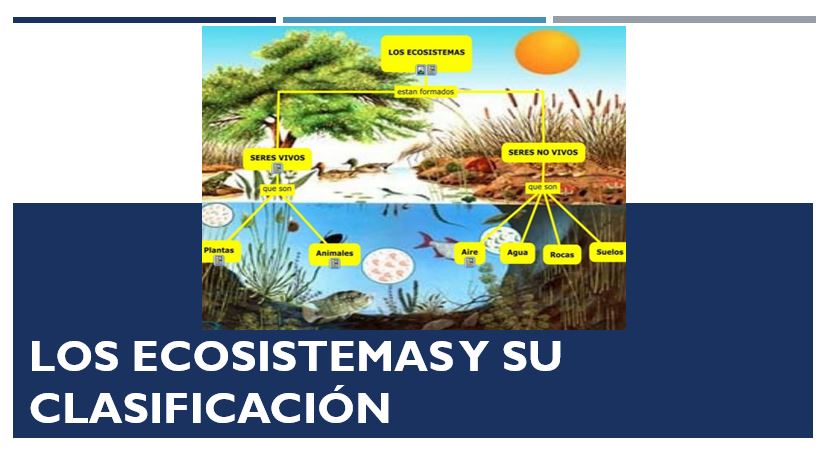 LOS ECOSISTEMAS
estan formados
SERES VIVOS
SERES NO VIVOS
que son
que son
Plantas
Animales
Aire
Agua
Rocas
Suelos
LOS ECOSISTEMAS Y SU
CLASIFICACIÓN